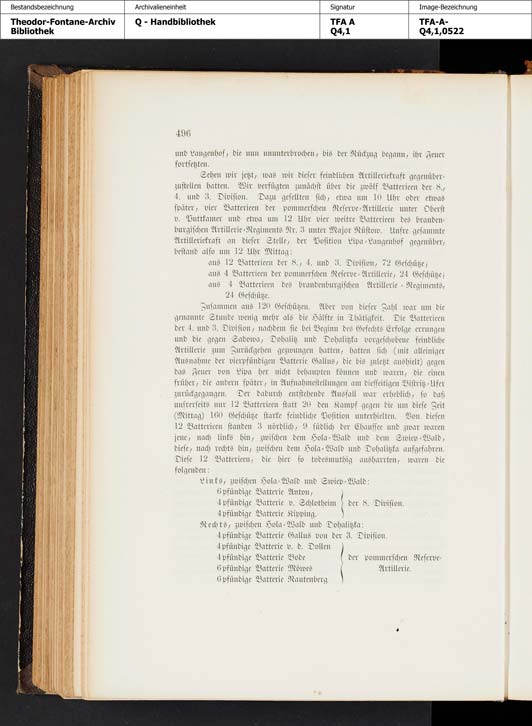 Bestandsbezeichnung
Theodor-Fontane-Archiv
Bibliothek
Archivalieneinheit
Q - Handbibliothek
Signatur
TFA A
Q4,1
Image-Bezeichnung
TFA-A-
Q4,1,0522
496
und Langenhof, die nun ununterbrochen, bis der Rückzug begann, ihr Feuer
fortsetzten.
Sehen wir jetzt, was wir dieser feindlichen Artilleriekraft gegenüber-
zustellen hatten. Wir verfügten zunächst über die zwölf Batterieen der 8.,
4. und 3. Division. Dazu gesellten sich, etwa um 10 Uhr oder etwas
später, vier Batterieen der pommerschen Reserve-Artillerie unter Oberst
v. Puttkamer und etwa um 12 Uhr vier weitre Batterieen des branden-
burgischen Artillerie-Regiments Nr. 3 unter Major Rüstow. Unsre gesammte
Artilleriekraft an dieser Stelle, der Position Lipa-Langenhof gegenüber,
bestand also um 12 Uhr Mittag:
aus 12 Batterieen der 8., 4. und 3. Division, 72 Geschütze;
aus 4 Batterieen der pommerschen Reserve-Artillerie, 24 Geschütze;
aus 4 Batterieen des brandenburgischen Artillerie-Regiments,
24 Geschütze.
Zusammen aus 120 Geschützen. Aber von dieser Zahl war um die
genannte Stunde wenig mehr als die Hälfte in Thätigkeit. Die Batterieen
der 4. und 3. Division, nachdem sie bei Beginn des Gefechts Erfolge errungen
und die gegen Sadowa, Dohalitz und Dohalitzka vorgeschobene feindliche
Artillerie zum Zurückgehen gezwungen hatten, hatten sich (mit alleiniger
Ausnahme der vierpfündigen Batterie Gallus, die bis zuletzt aushielt) gegen
das Feuer von Lipa her nicht behaupten können und waren, die einen
früher, die andern später, in Aufnahmestellungen am diesseitigen Bistritz-Ufer
zurückgegangen. Der dadurch entstehende Ausfall war erheblich, so daß
unsrerseits nur 12 Batterieen statt 20 den Kampf gegen die um diese Zeit
(Mittag) 160 Geschütze starke feindliche Position unterhielten. Von diesen
12 Batterieen standen 3 nördlich, 9 südlich der Chaussee und zwar waren
jene, nach links hin, zwischen dem Hola-Wald und dem Swiep-Wald,
diese, nach rechts hin, zwischen dem Hola-Wald und Dohalitzka aufgefahren.
Diese 12 Batterieen, die hier so todesmuthig ausharrten, waren die
folgenden:
Links, zwischen Hola-Wald und Swiep-Wald:
6pfündige Batterie Anton,
4pfündige Batterie v. Schlotheim der 8. Division.
4pfündige Batterie Kipping.
Rechts, zwischen Hola-Wald und Dohalitzka:
4pfündige Batterie Gallus von der 3. Division.
4pfündige Batterie v. d. Dollen
4pfündige Batterie Bode der pommerschen Reserve-
4pfündige Batterie Möwes Artillerie.
6pfündige Batterie Rautenberg